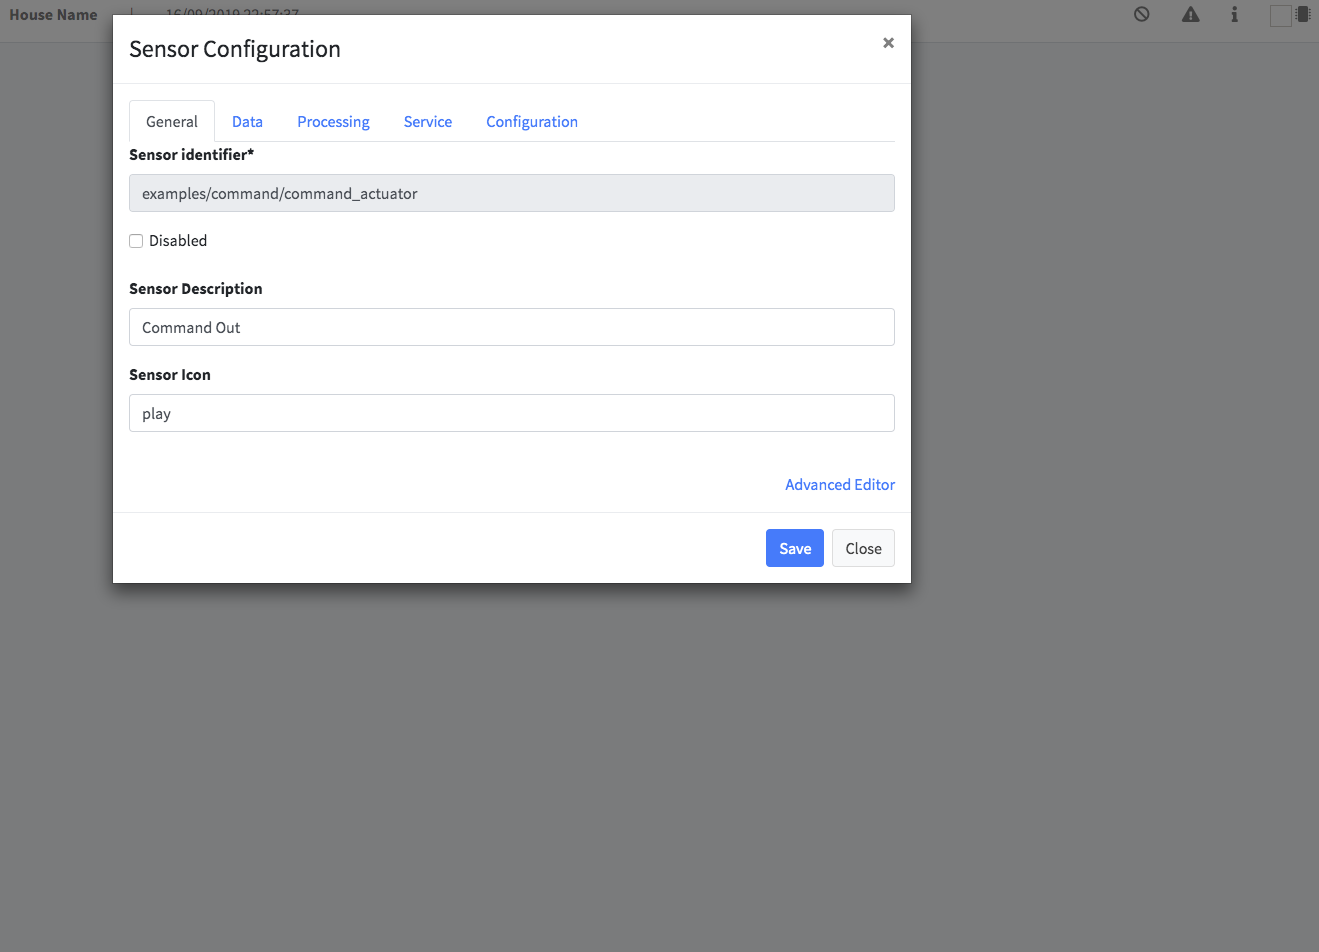 House Name
16/09/2019 22:57:37
Sensor Configuration
×
General Data Processing Service Configuration
Sensor identifier*
examples/command/command_actuator
Disabled
Sensor Description
Command Out
Sensor Icon
play
Advanced Editor
Save Close